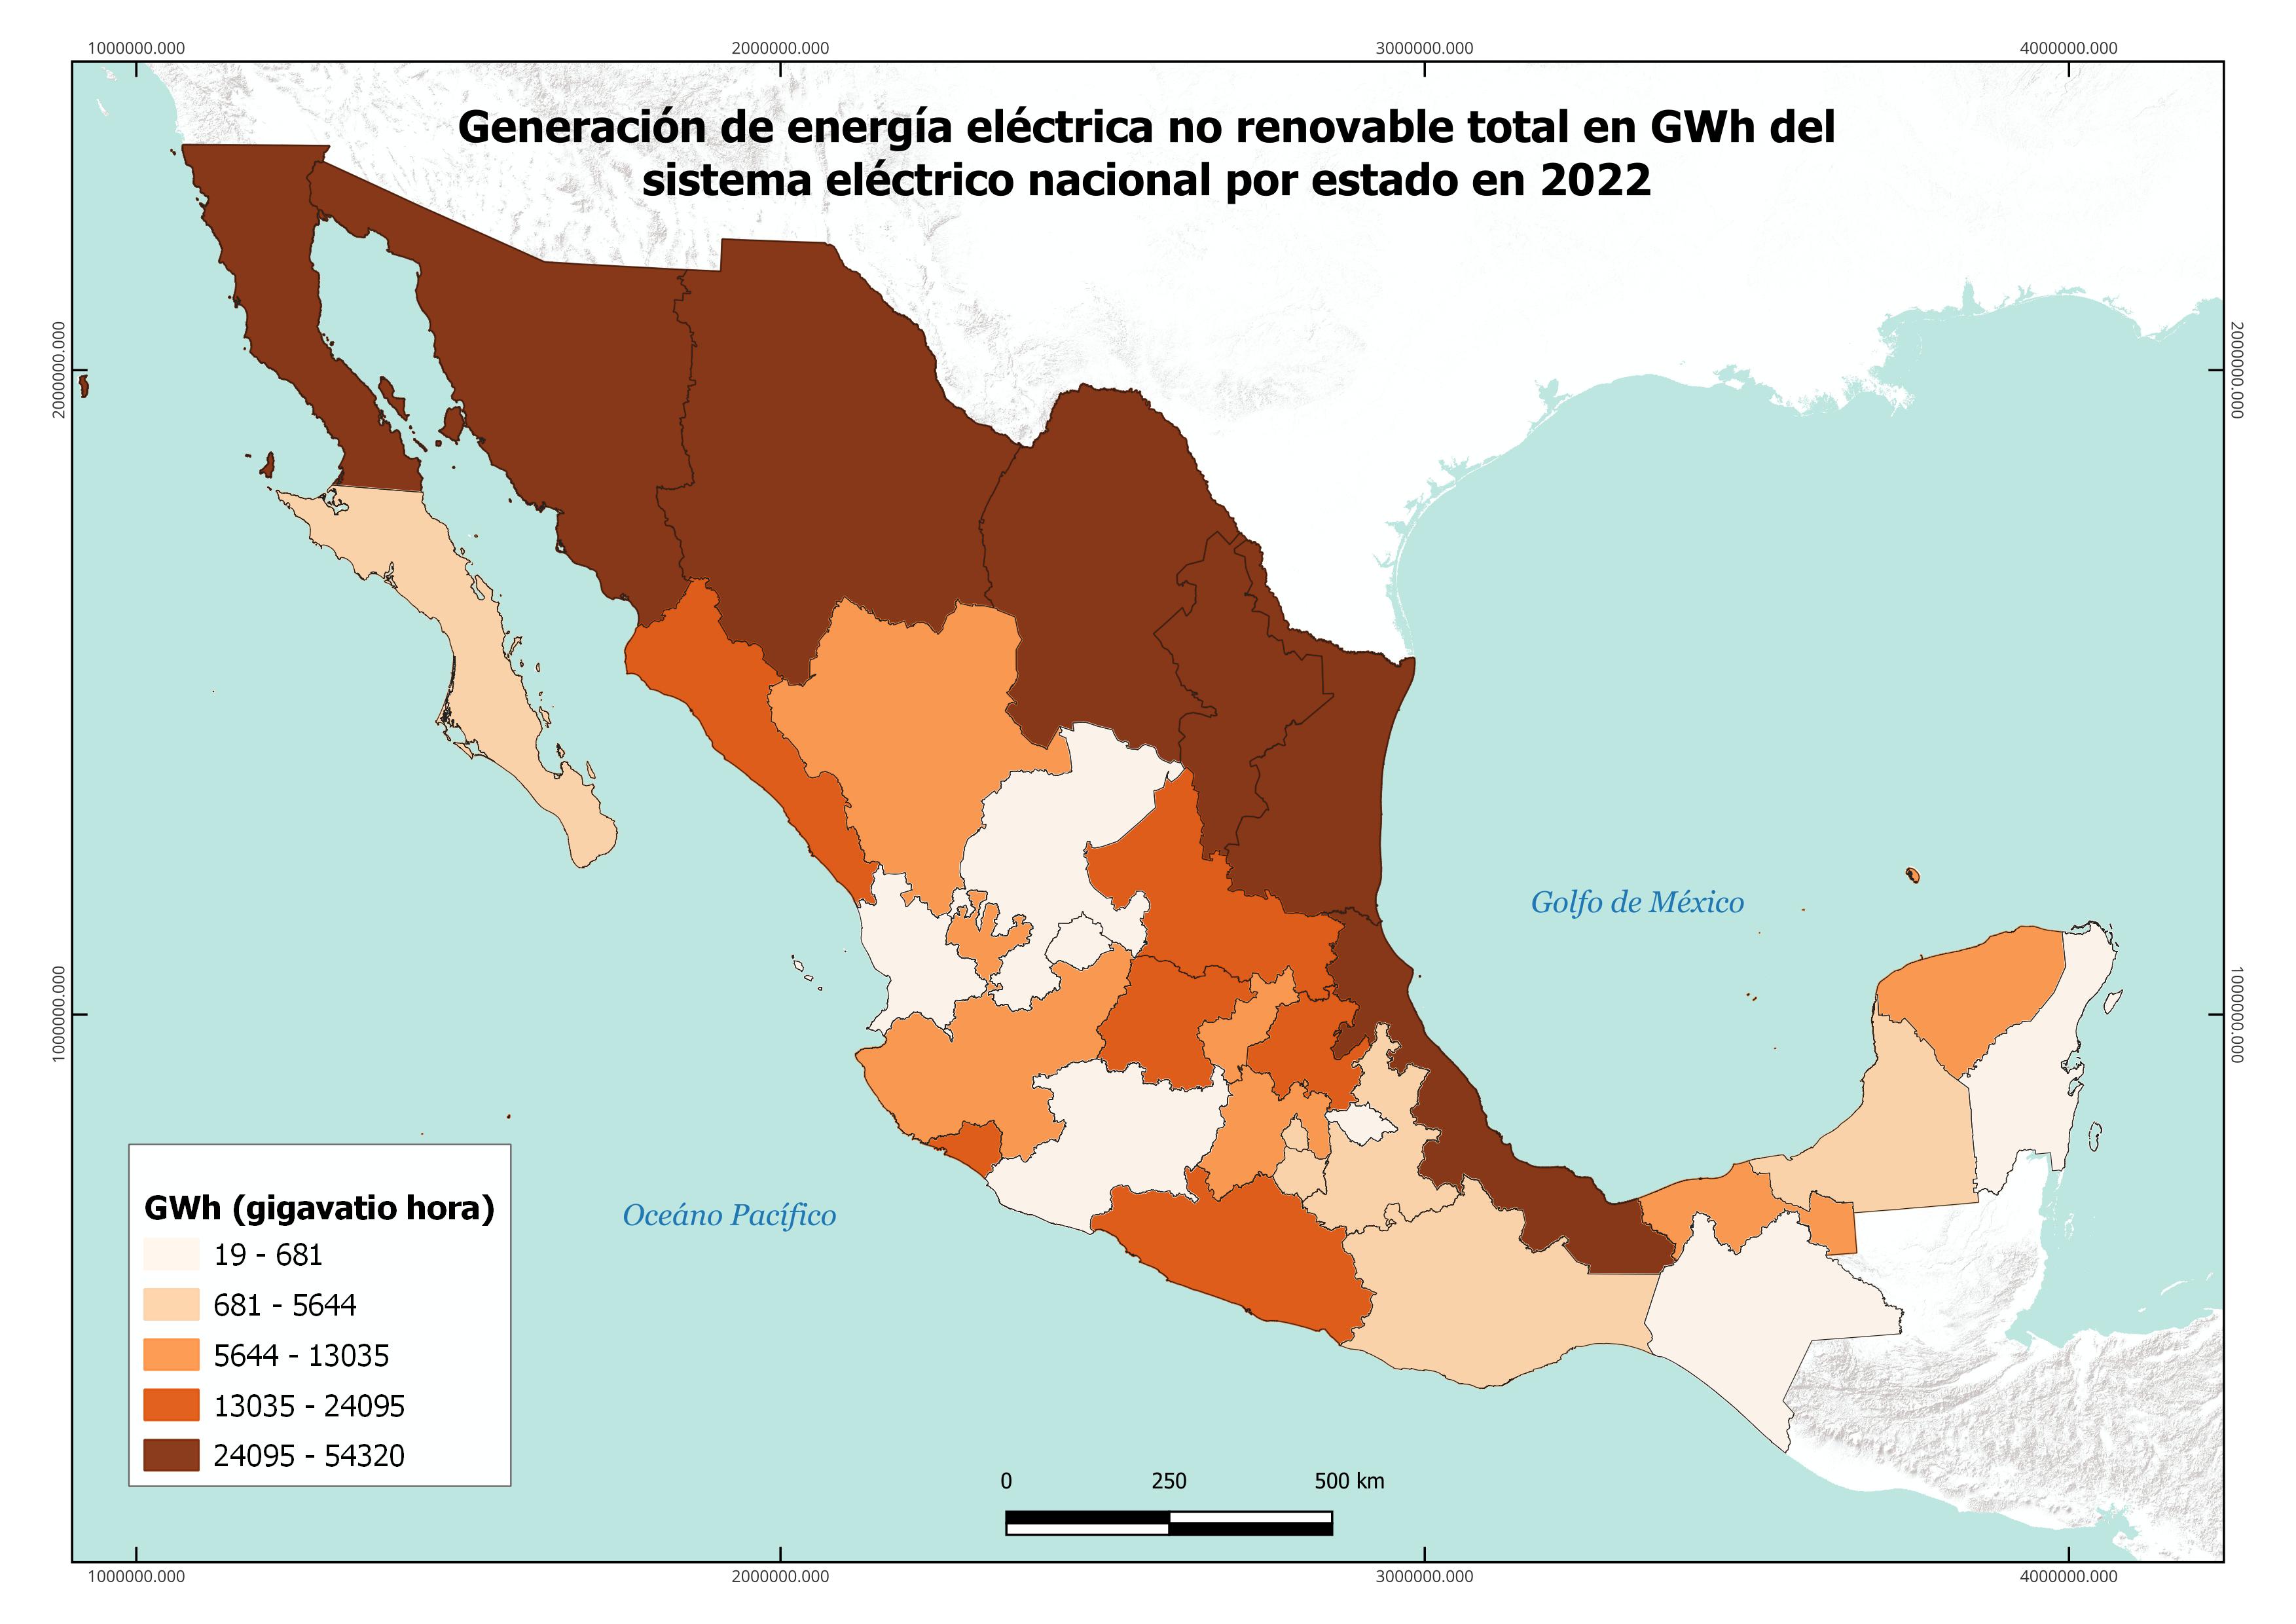 1000000.000 2000000.000 3000000.000 4000000.000
Generación de energía eléctrica no renovable total en GWh del
sistema eléctrico nacional por estado en 2022
2000000.000
2000000.000
Golfo de México
1000000.000
1000000.000
Oceáno Pacífico
GWh (gigavatio hora)
19 - 681
681 - 5644
5644 - 13035
13035 - 24095
24095 - 54320
0 250 500 km
1000000.000 2000000.000 3000000.000 4000000.000